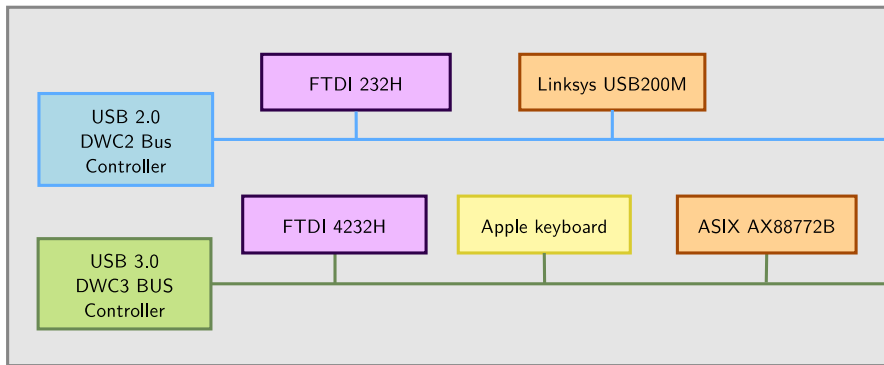 FTDI 232H
Linksys USB200M
USB 2.0
DWC2 Bus
Controller
FTDI 4232H
Apple keyboard
ASIX AX88772B
USB 3.0
DWC3 BUS
Controller